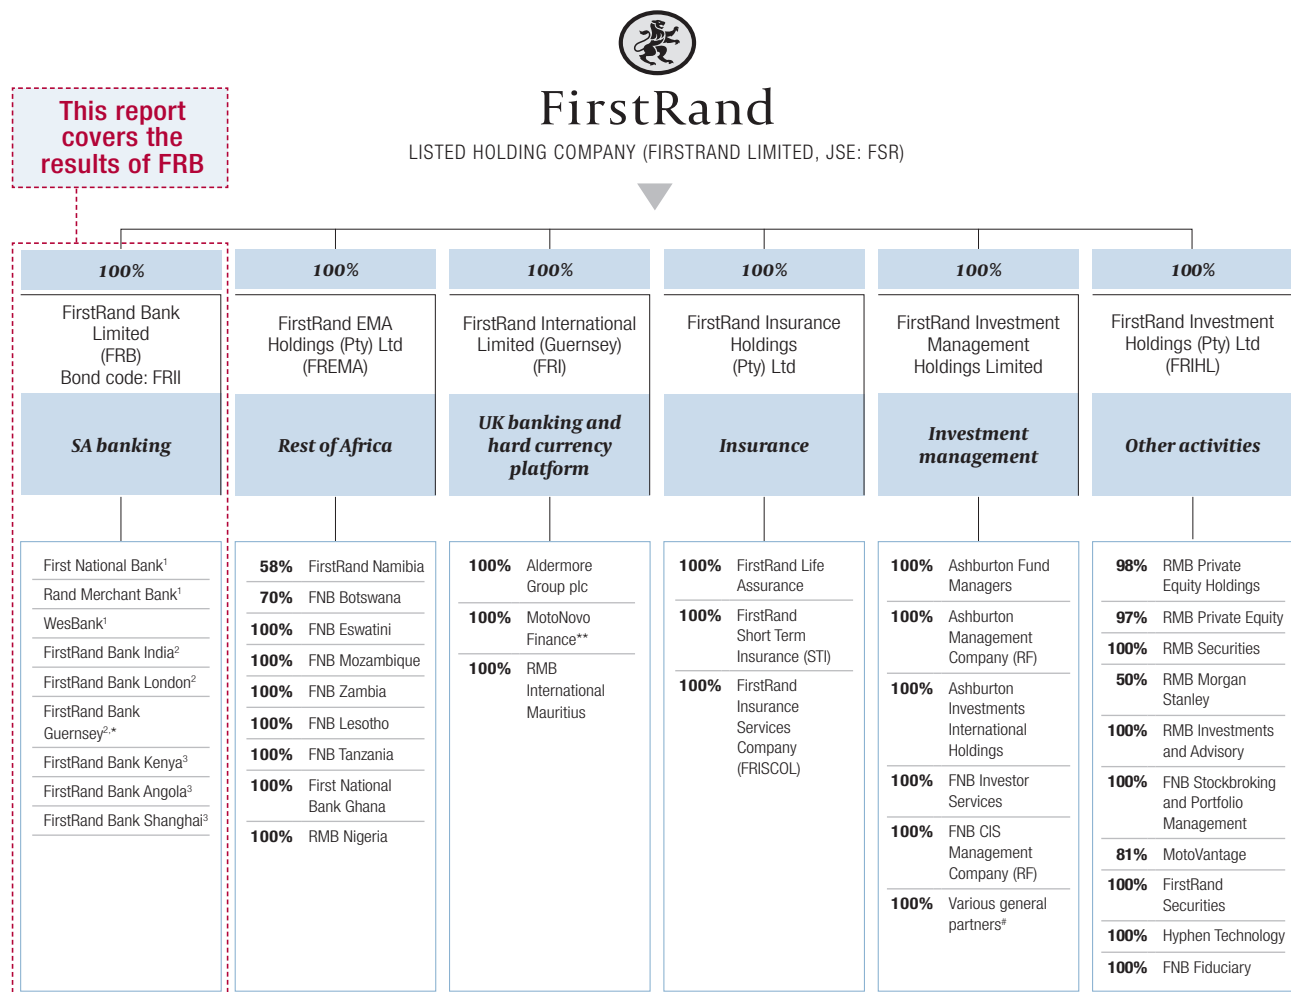 FirstRand
LISTED HOLDING COMPANY (FIRSTRAND LIMITED, JSE: FSR)
This report
covers the
results of FRB
100%
FirstRand Bank
Limited
(FRB)
Bond code: FRII
SA banking
First National Bank¹
Rand Merchant Bank¹
WesBank¹
FirstRand Bank India²
FirstRand Bank London²
FirstRand Bank
Guernsey²,*
FirstRand Bank Kenya³
FirstRand Bank Angola³
FirstRand Bank Shanghai³
100%
FirstRand EMA
Holdings (Pty) Ltd
(FREMA)
Rest of Africa
58% FirstRand Namibia
70% FNB Botswana
100% FNB Eswatini
100% FNB Mozambique
100% FNB Zambia
100% FNB Lesotho
100% FNB Tanzania
100% First National
Bank Ghana
100% RMB Nigeria
100%
FirstRand International
Limited (Guernsey)
(FRI)
UK banking and
hard currency
platform
100% Aldermore
Group plc
100% MotoNovo
Finance**
100% RMB
International
Mauritius
100%
FirstRand Insurance
Holdings
(Pty) Ltd
Insurance
100% FirstRand Life
Assurance
100% FirstRand
Short Term
Insurance (STI)
100% FirstRand
Insurance
Services
Company
(FRISCOL)
100%
FirstRand Investment
Management
Holdings Limited
Investment
management
100% Ashburton Fund
Managers
100% Ashburton
Management
Company (RF)
100% Ashburton
Investments
International
Holdings
100% FNB Investor
Services
100% FNB CIS
Management
Company (RF)
100% Various general
partners#
100%
FirstRand Investment
Holdings (Pty) Ltd
(FRIHL)
Other activities
98% RMB Private
Equity Holdings
97% RMB Private Equity
100% RMB Securities
50% RMB Morgan
Stanley
100% RMB Investments
and Advisory
100% FNB Stockbroking
and Portfolio
Management
81% MotoVantage
100% FirstRand
Securities
100% Hyphen Technology
100% FNB Fiduciary